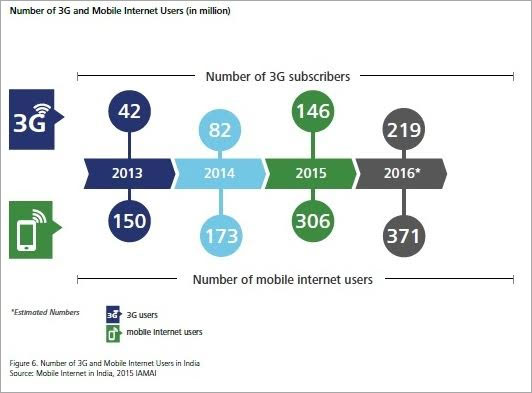 Number of 3G and Mobile Internet Users (in million)
Number of 3G subscribers
3G
42
82
146
219
2013
2014
2015
2016*
150
173
306
371
Number of mobile internet users
*Estimated Numbers
3G
3G users
mobile internet users
Figure 6. Number of 3G and Mobile Internet Users in India
Source: Mobile Internet in India, 2015 IAMAI